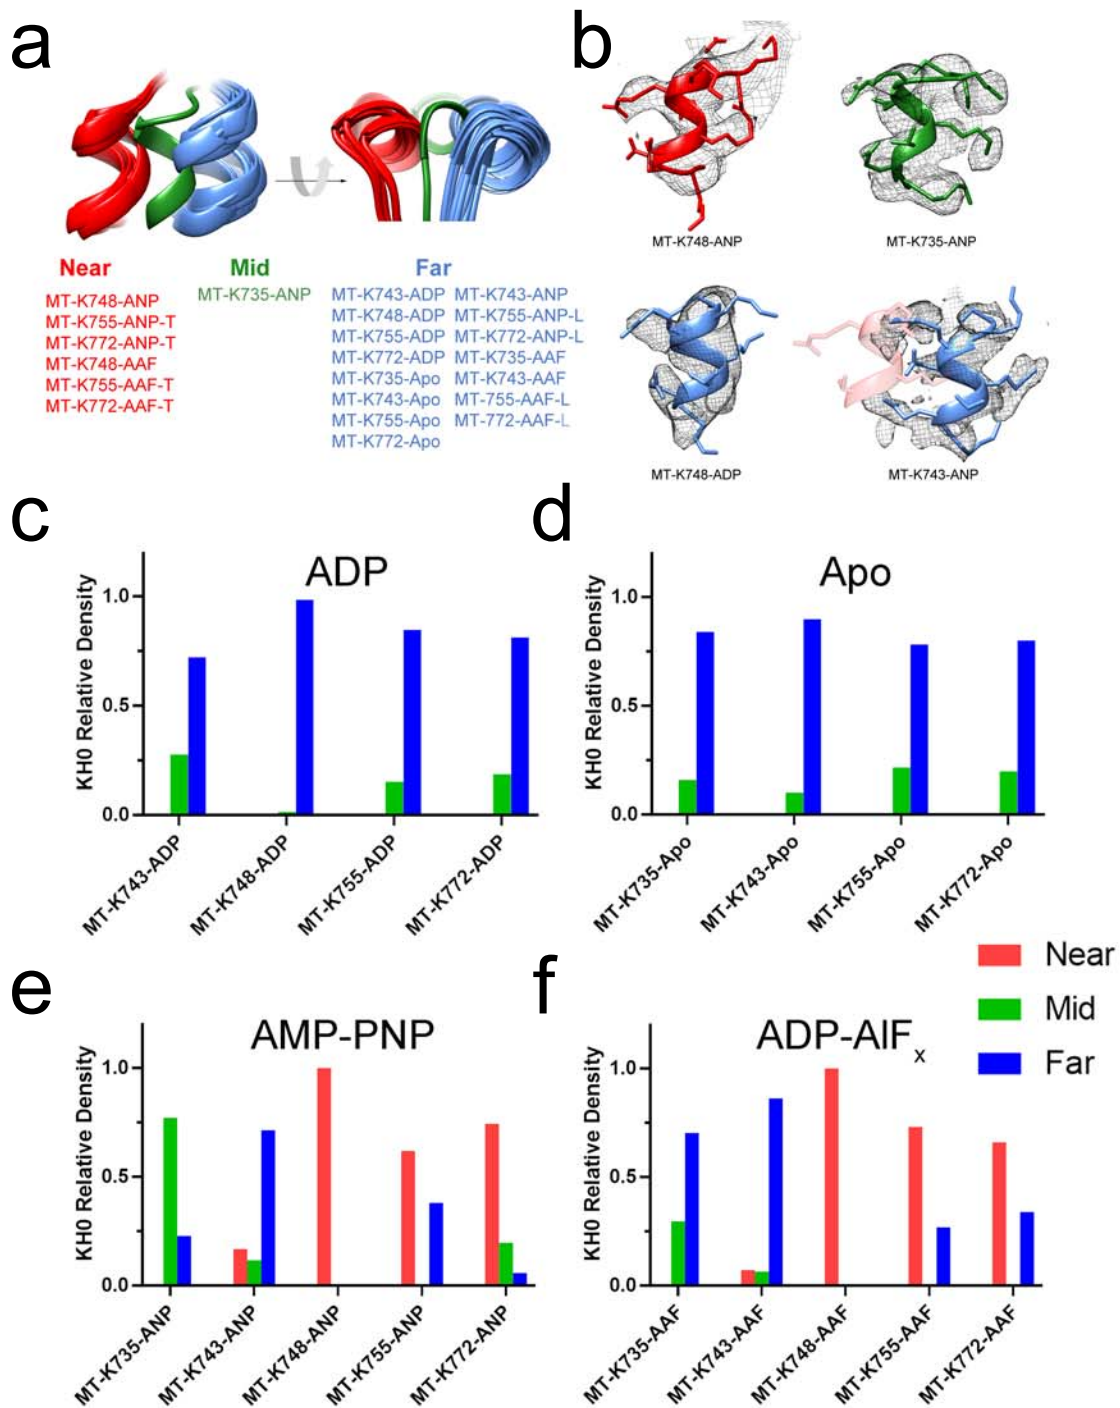 a
b
Near
Mid
Far
MT-K748-ANP
MT-K755-ANP-T
MT-K772-ANP-T
MT-K748-AAF
MT-K755-AAF-T
MT-K772-AAF-T
MT-K735-ANP
MT-K743-ADP MT-K743-ANP
MT-K748-ADP MT-K755-ANP-L
MT-K755-ADP MT-K772-ANP-L
MT-K772-ADP MT-K735-AAF
MT-K735-Apo MT-K743-AAF
MT-K743-Apo MT-755-AAF-L
MT-K755-Apo MT-772-AAF-L
MT-K772-Apo
MT-K748-ANP
MT-K735-ANP
MT-K748-ADP
MT-K743-ANP
c
ADP
KH0 Relative Density
1.0
0.5
0.0
MT-K743-ADP
MT-K748-ADP
MT-K755-ADP
MT-K772-ADP
d
Apo
KH0 Relative Density
1.0
0.5
0.0
MT-K735-Apo
MT-K743-Apo
MT-K755-Apo
MT-K772-Apo
e
AMP-PNP
KH0 Relative Density
1.0
0.5
0.0
MT-K735-ANP
MT-K743-ANP
MT-K748-ANP
MT-K755-ANP
MT-K772-ANP
f
ADP-AlFx
KH0 Relative Density
1.0
0.5
0.0
MT-K735-AAF
MT-K743-AAF
MT-K748-AAF
MT-K755-AAF
MT-K772-AAF
Near
Mid
Far